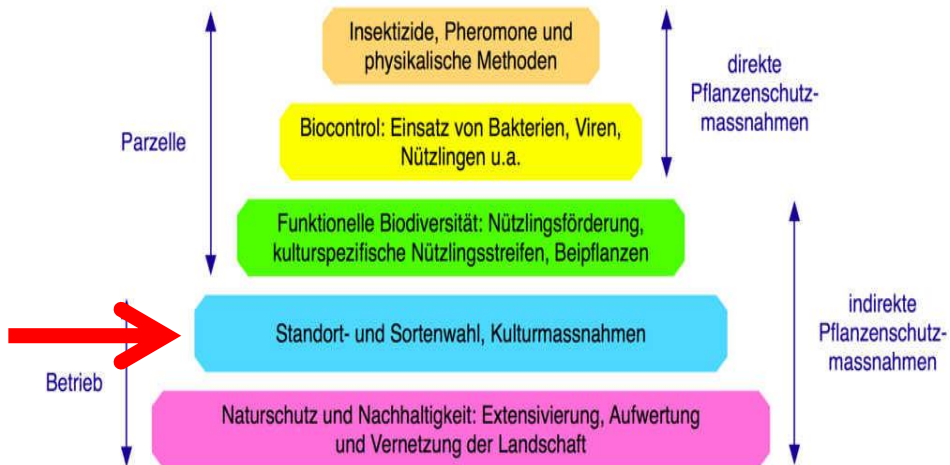 Insektizide, Pheromone und
physikalische Methoden
direkte
Pflanzenschutz-
massnahmen
Parzelle
Biocontrol: Einsatz von Bakterien, Viren,
Nützlingen u.a.
Funktionelle Biodiversität: Nützlingsförderung,
kulturspezifische Nützlingsstreifen, Beipflanzen
Standort- und Sortenwahl, Kulturmassnahmen
indirekte
Pflanzenschutz-
massnahmen
Betrieb
Naturschutz und Nachhaltigkeit: Extensivierung, Aufwertung
und Vernetzung der Landschaft